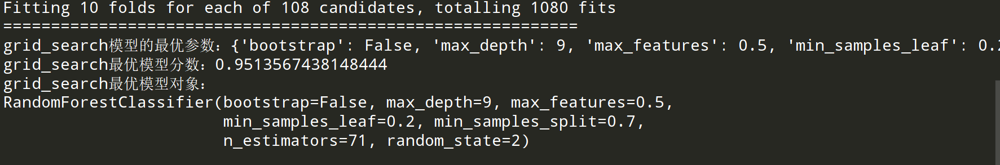 Fitting 10 folds for each of 108 candidates, totalling 1080 fits
============================================================
grid_search模型的最优参数：{'bootstrap': False, 'max_depth': 9, 'max_features': 0.5, 'min_samples_leaf': 0.2
grid_search最优模型分数：0.9513567438148444
grid_search最优模型对象：
RandomForestClassifier(bootstrap=False, max_depth=9, max_features=0.5,
                       min_samples_leaf=0.2, min_samples_split=0.7,
                       n_estimators=71, random_state=2)